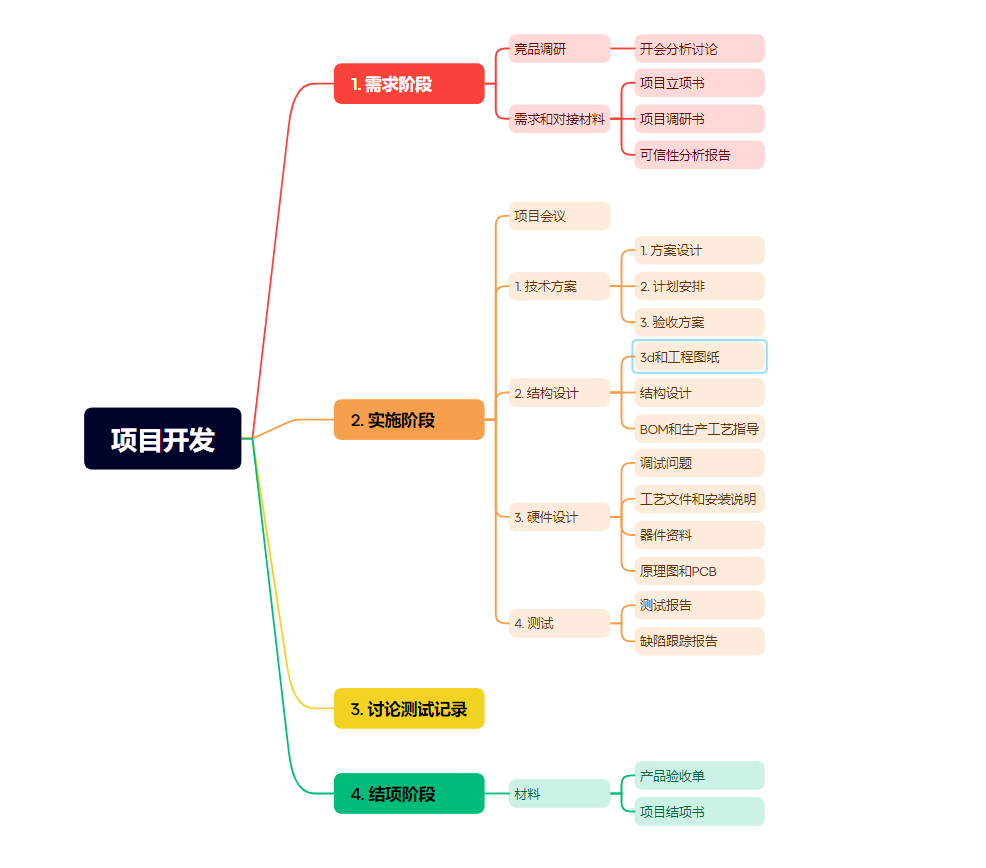 项目开发
1. 需求阶段
竞品调研
开会分析讨论
需求和对接材料
项目立项书
项目调研书
可信性分析报告
2. 实施阶段
项目会议
1. 技术方案
1. 方案设计
2. 计划安排
3. 验收方案
2. 结构设计
3d和工程图纸
结构设计
BOM和生产工艺指导
3. 硬件设计
调试问题
工艺文件和安装说明
器件资料
原理图和PCB
4. 测试
测试报告
缺陷跟踪报告
3. 讨论测试记录
4. 结项阶段
材料
产品验收单
项目结项书